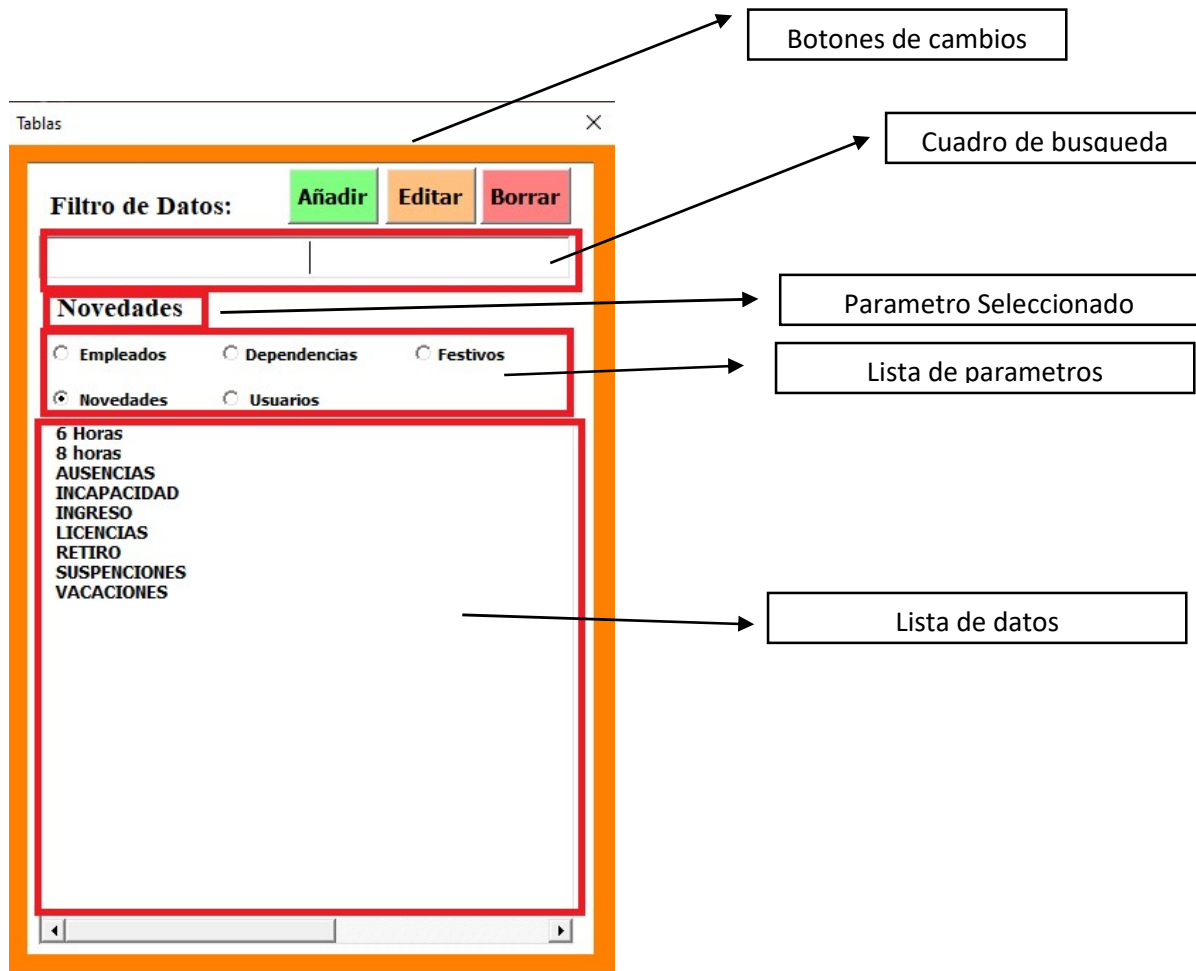 Botones de cambios
Tablas
Cuadro de busqueda
Filtro de Datos:
Añadir
Editar
Borrar
Novedades
Parametro Seleccionado
Empleados
Dependencias
Festivos
Lista de parametros
Novedades
Usuarios
6 Horas
8 horas
AUSENCIAS
INCAPACIDAD
INGRESO
LICENCIAS
RETIRO
SUSPENCIONES
VACACIONES
Lista de datos